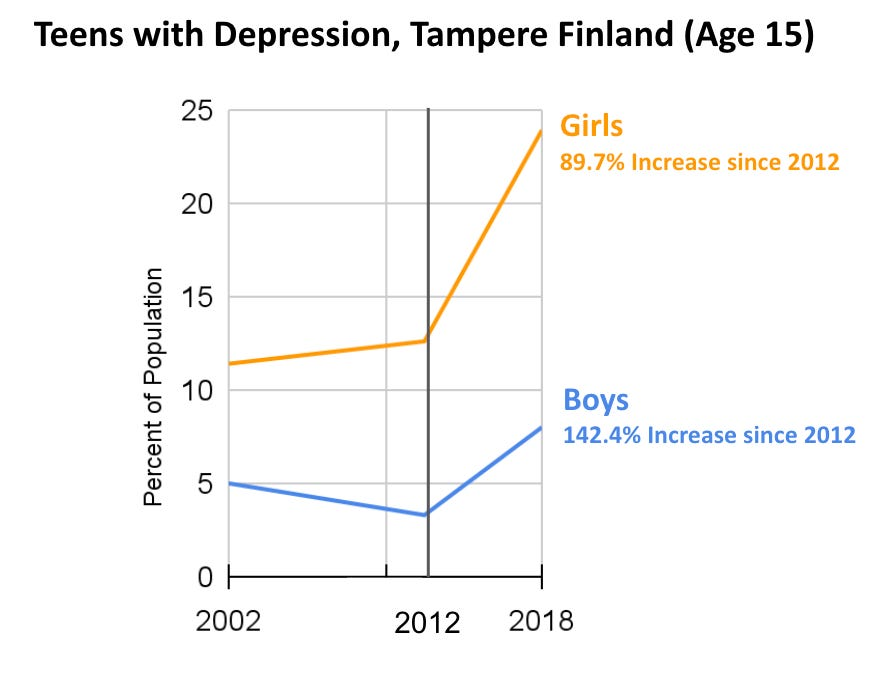 Teens with Depression, Tampere Finland (Age 15)
25
Girls
89.7% Increase since 2012
20
15
Percent of Population
10
Boys
142.4% Increase since 2012
5
0
2002
2012
2018